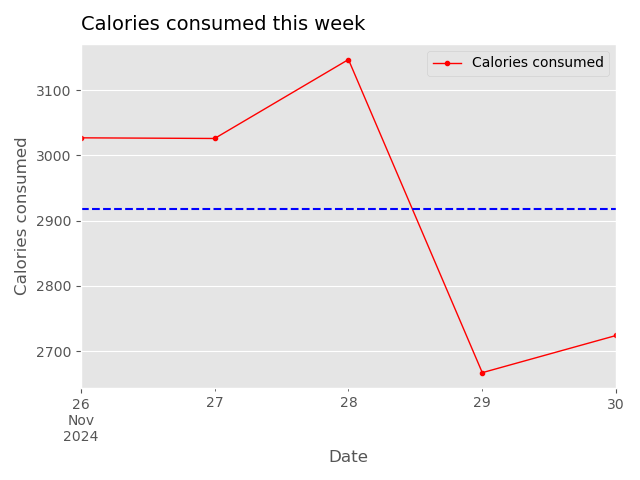 Calories consumed this week
Calories consumed
3100
3000
2900
2800
2700
Calories consumed
26
Nov
2024
27
28
29
30
Date